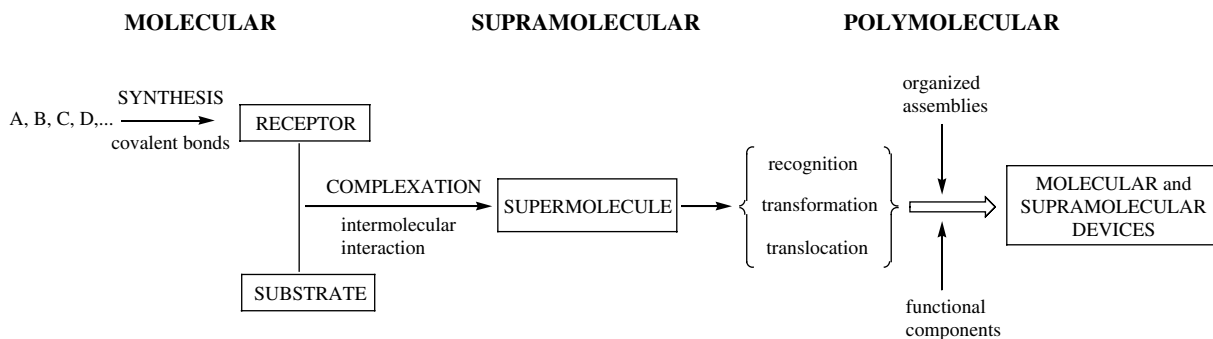 MOLECULAR
SUPRAMOLECULAR
POLYMOLECULAR
A, B, C, D,...
SYNTHESIS
covalent bonds
RECEPTOR
SUBSTRATE
COMPLEXATION
intermolecular
interaction
SUPERMOLECULE
recognition
transformation
translocation
organized
assemblies
functional
components
MOLECULAR and
SUPRAMOLECULAR
DEVICES